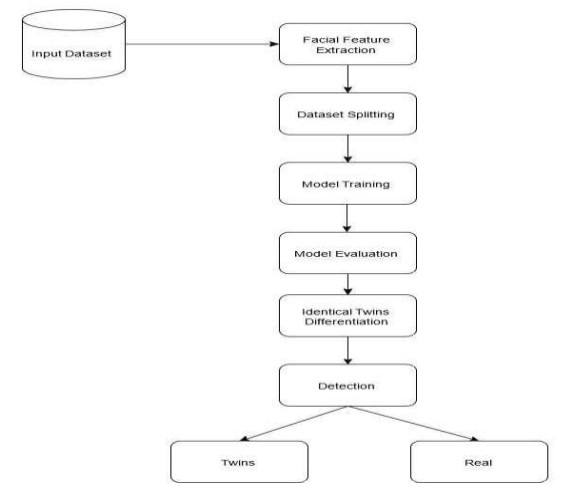 Input Dataset
Facial Feature
Extraction
Dataset Splitting
Model Training
Model Evaluation
Identical Twins
Differentiation
Detection
Twins
Real